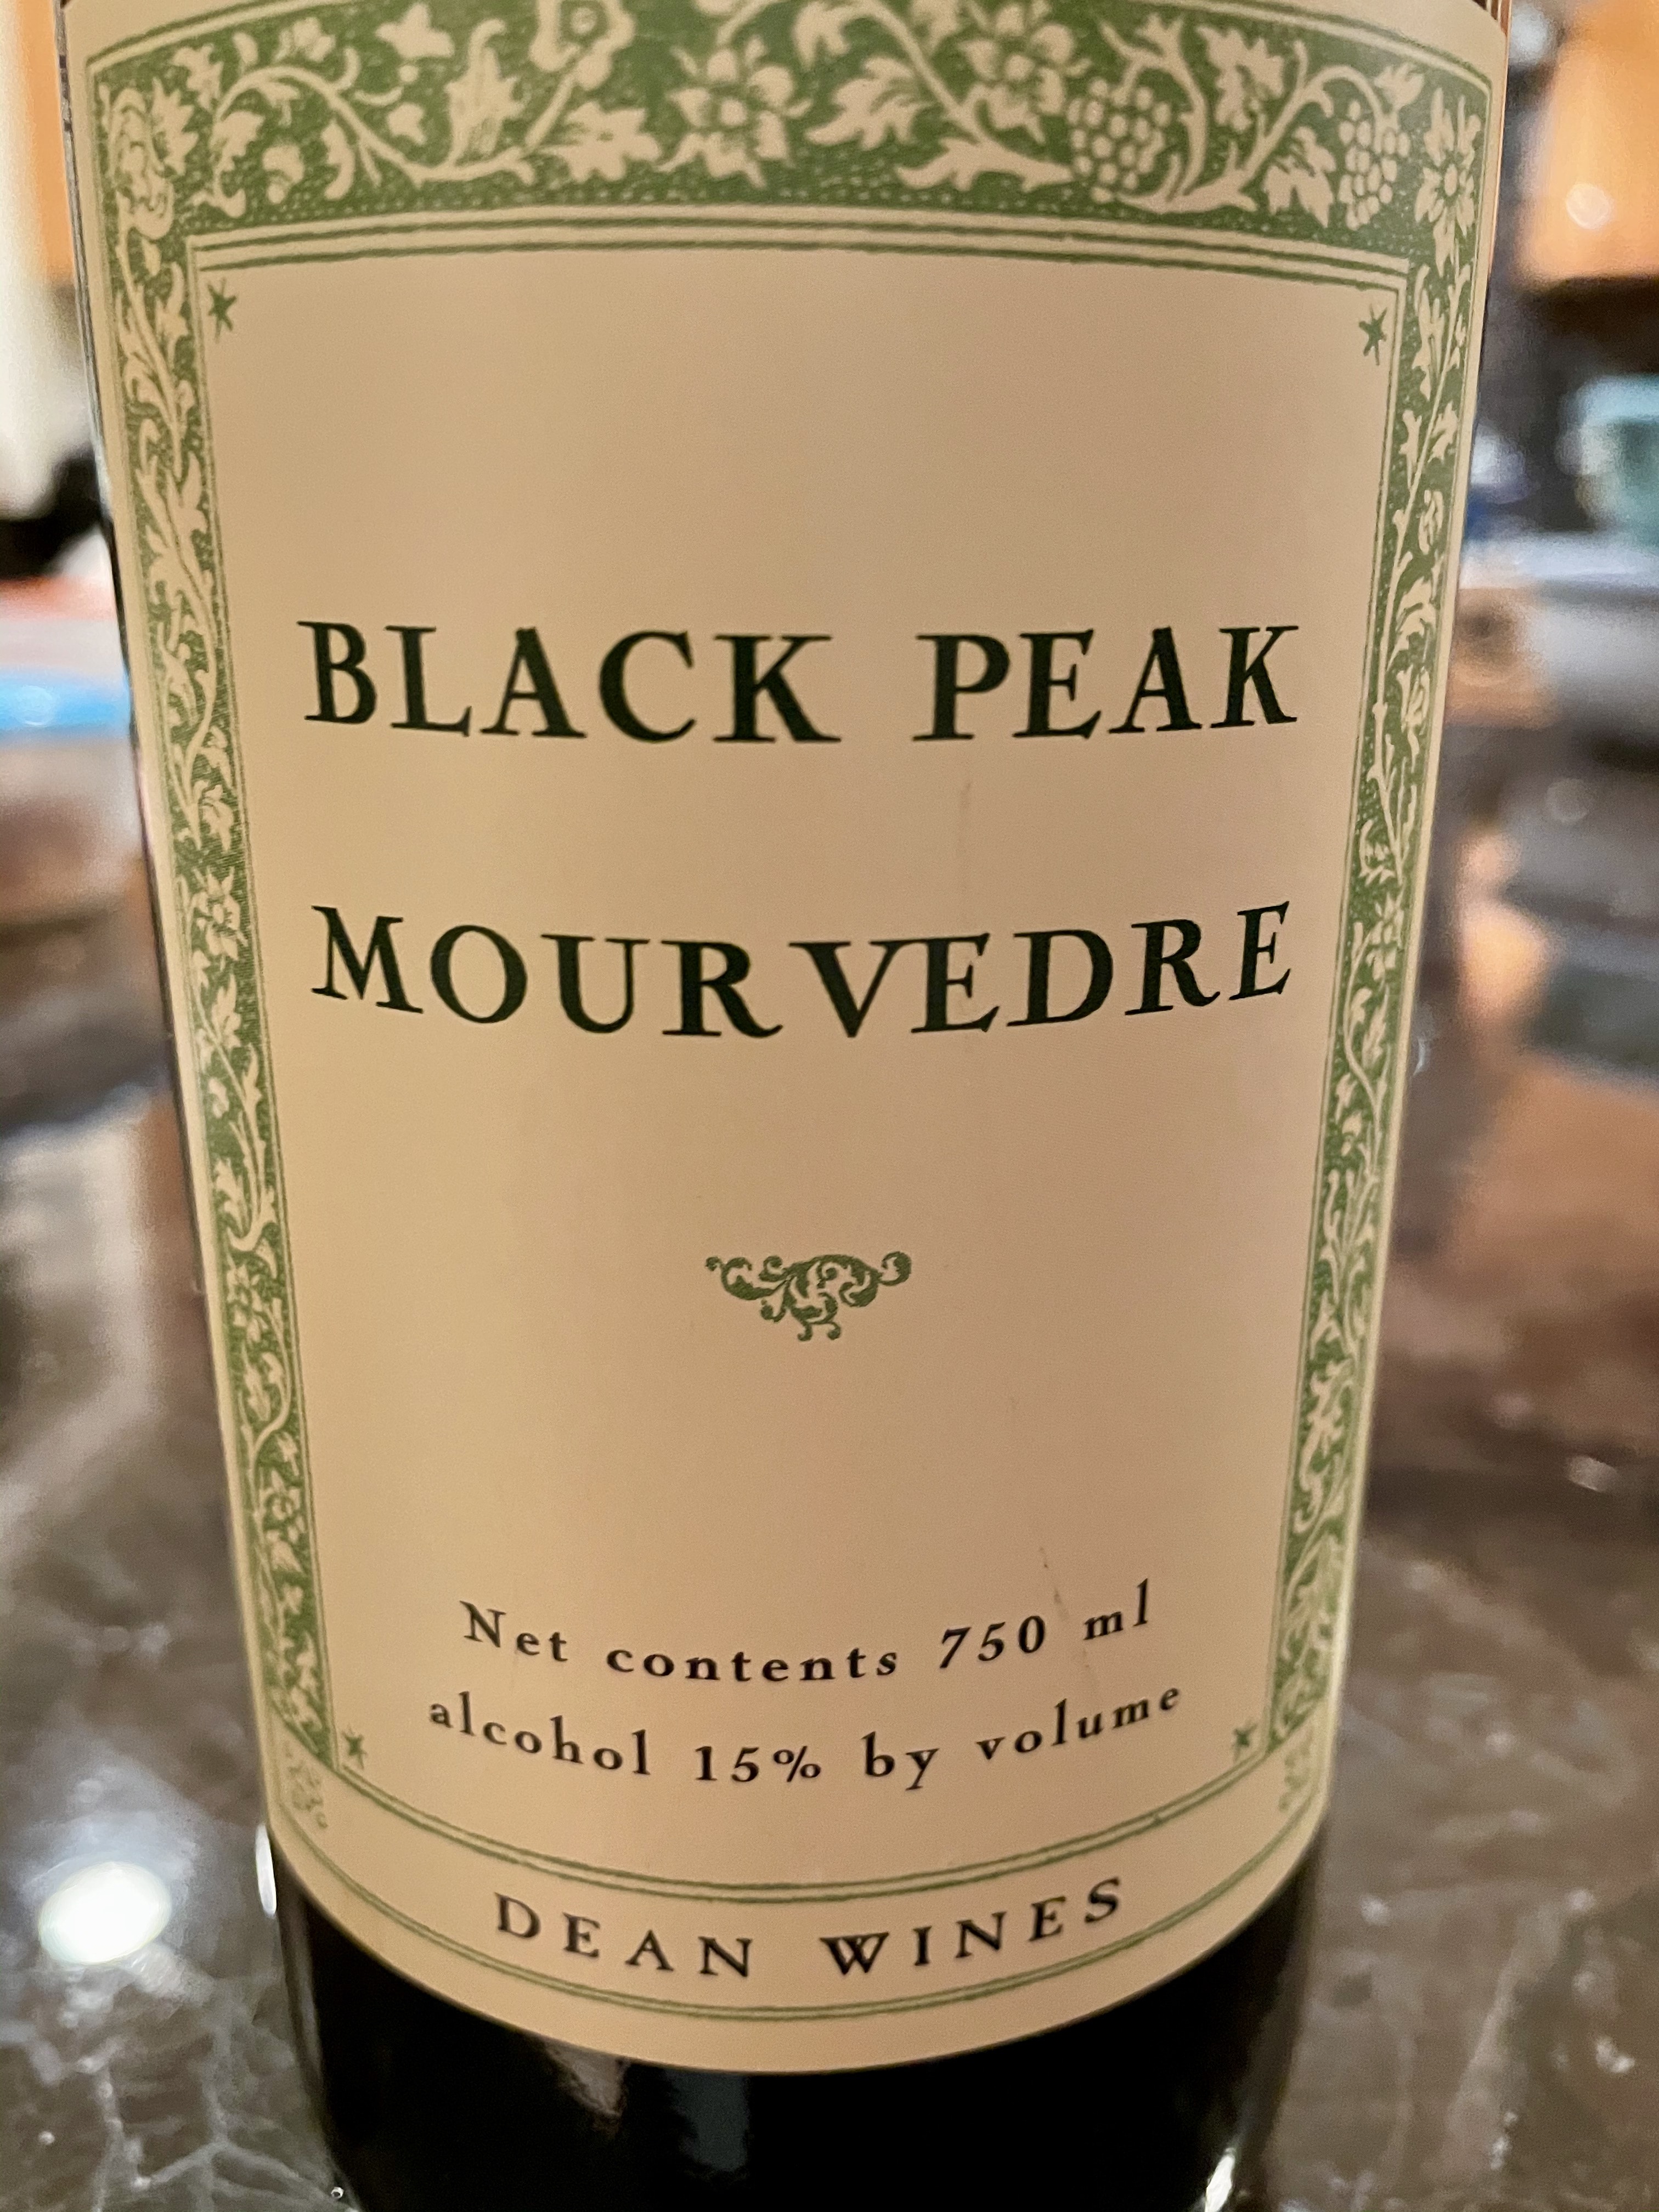 BLACK PEAK
MOURVEDRE
Net contents 750 ml
alcohol 15% by volume
DEAN WINES